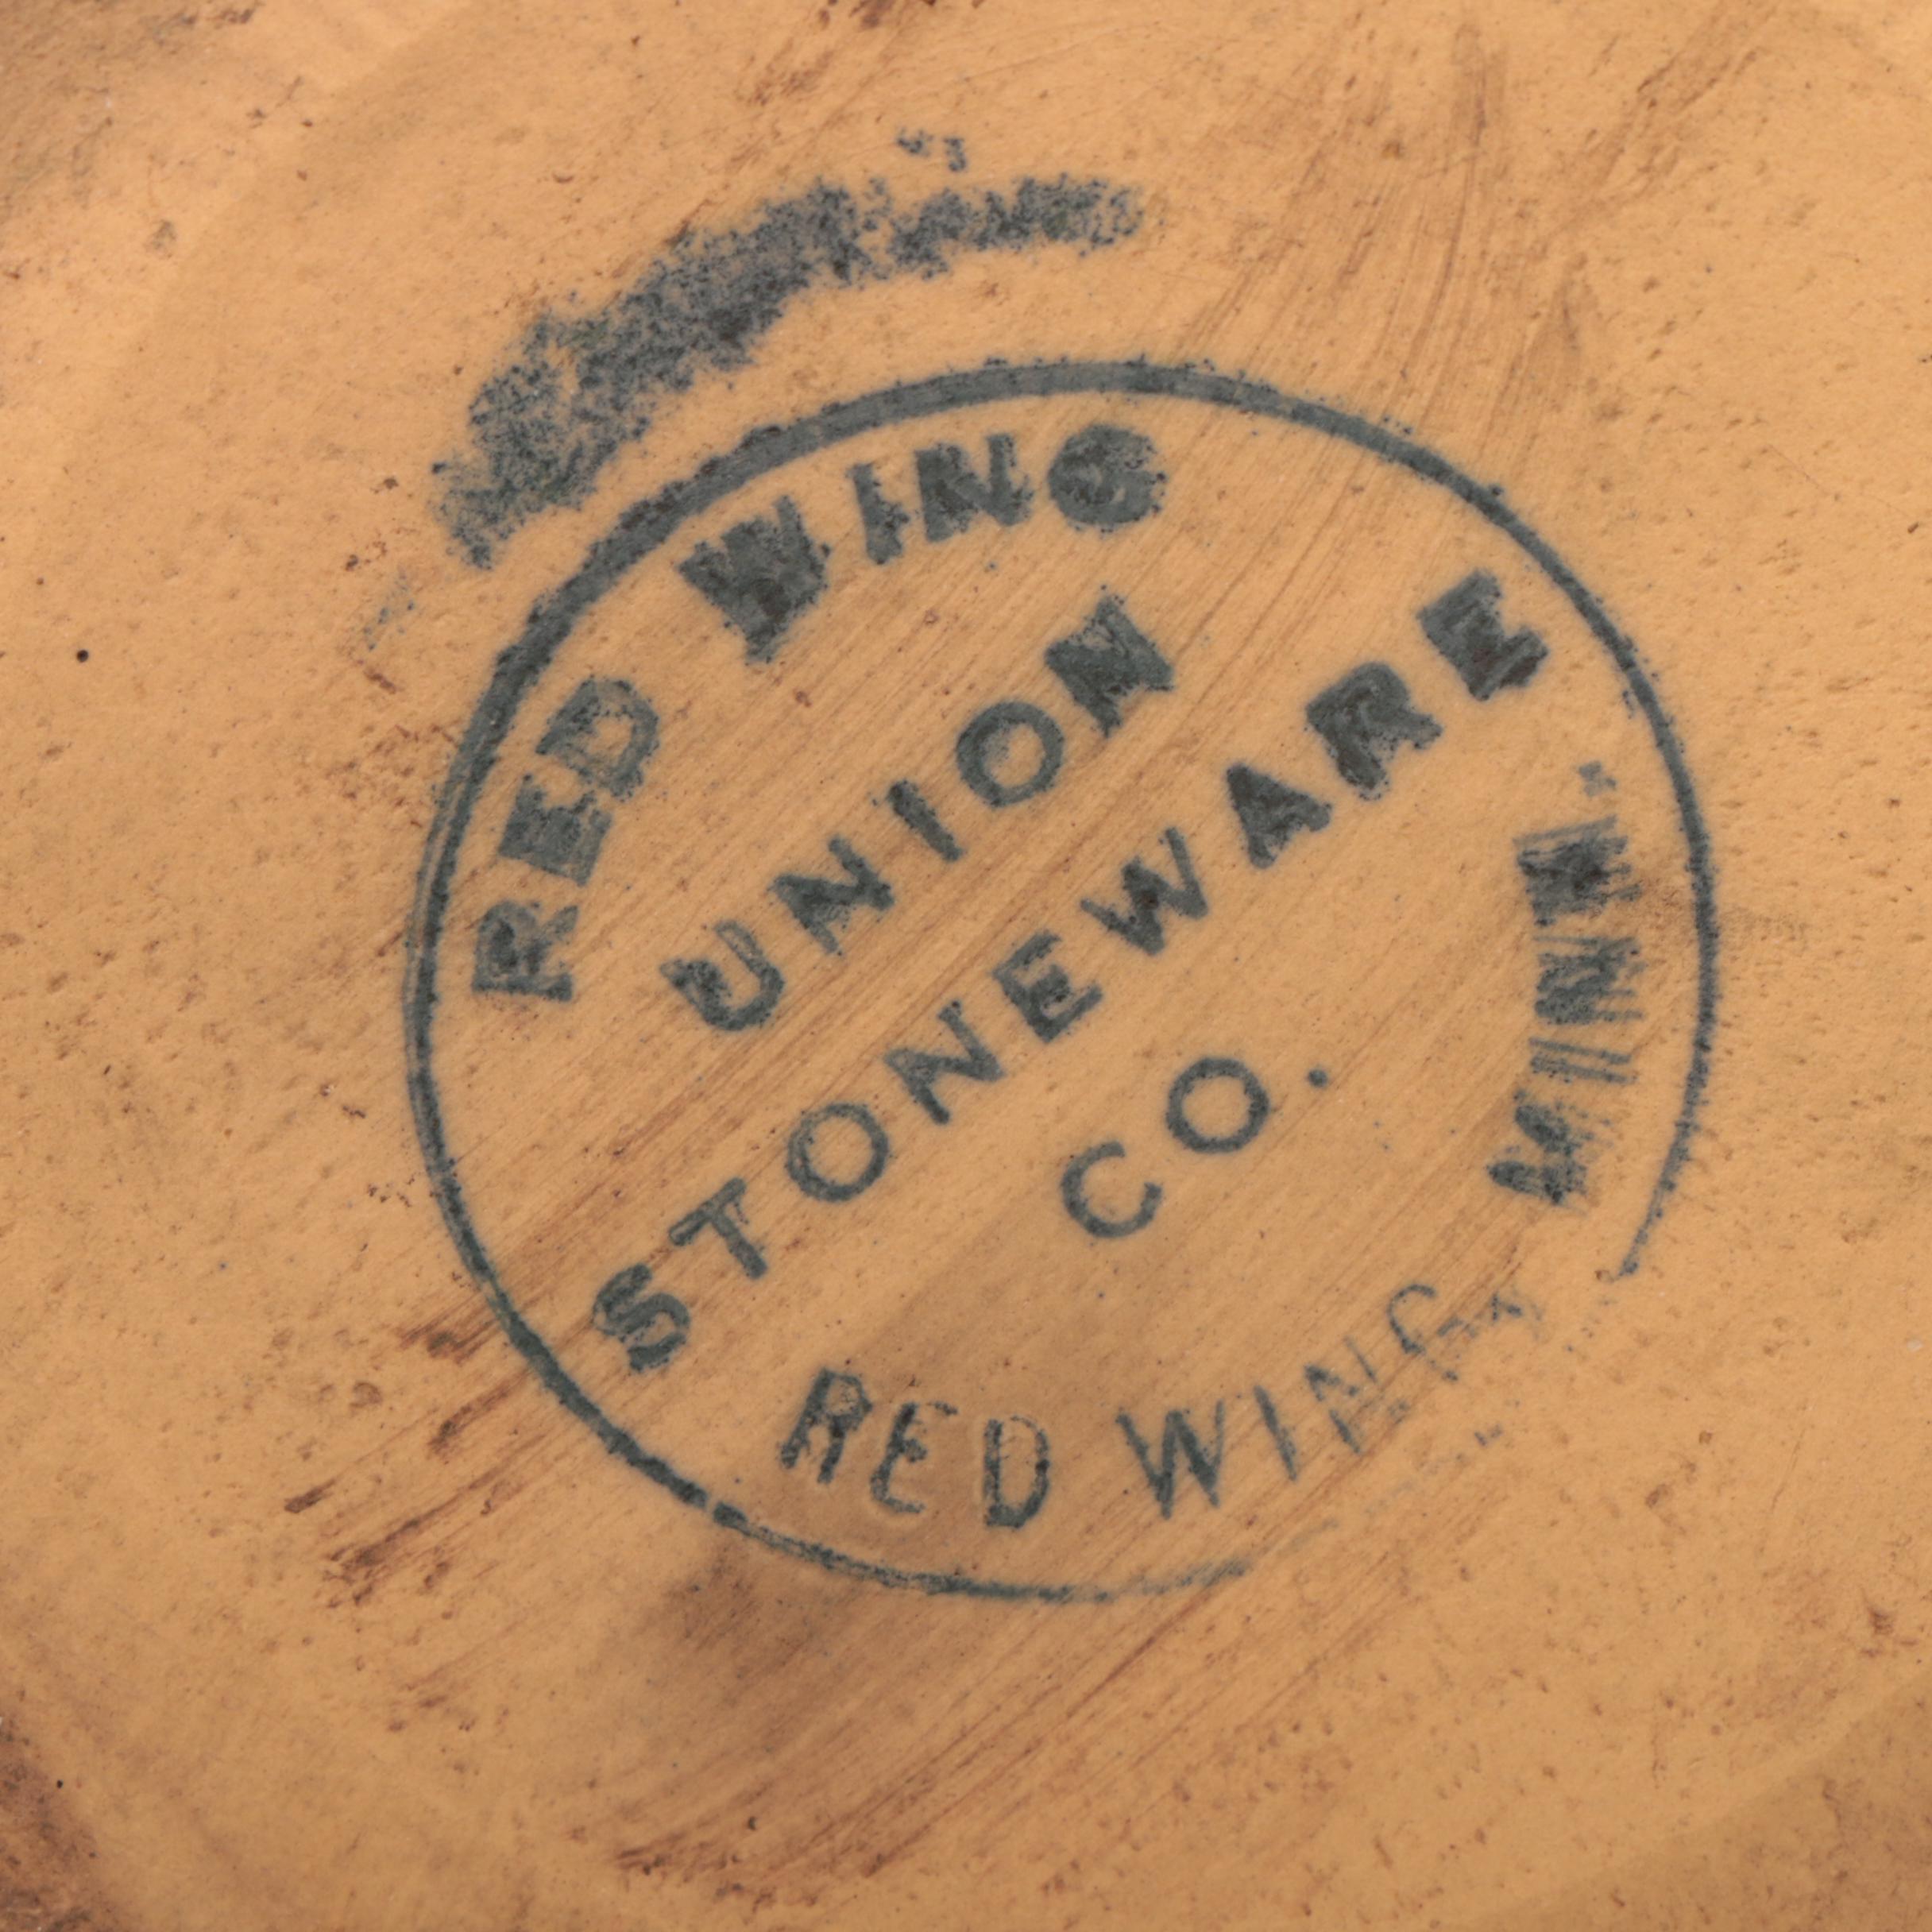 RED WING
UNION
STONEWARE
CO.
RED WING, MINN.